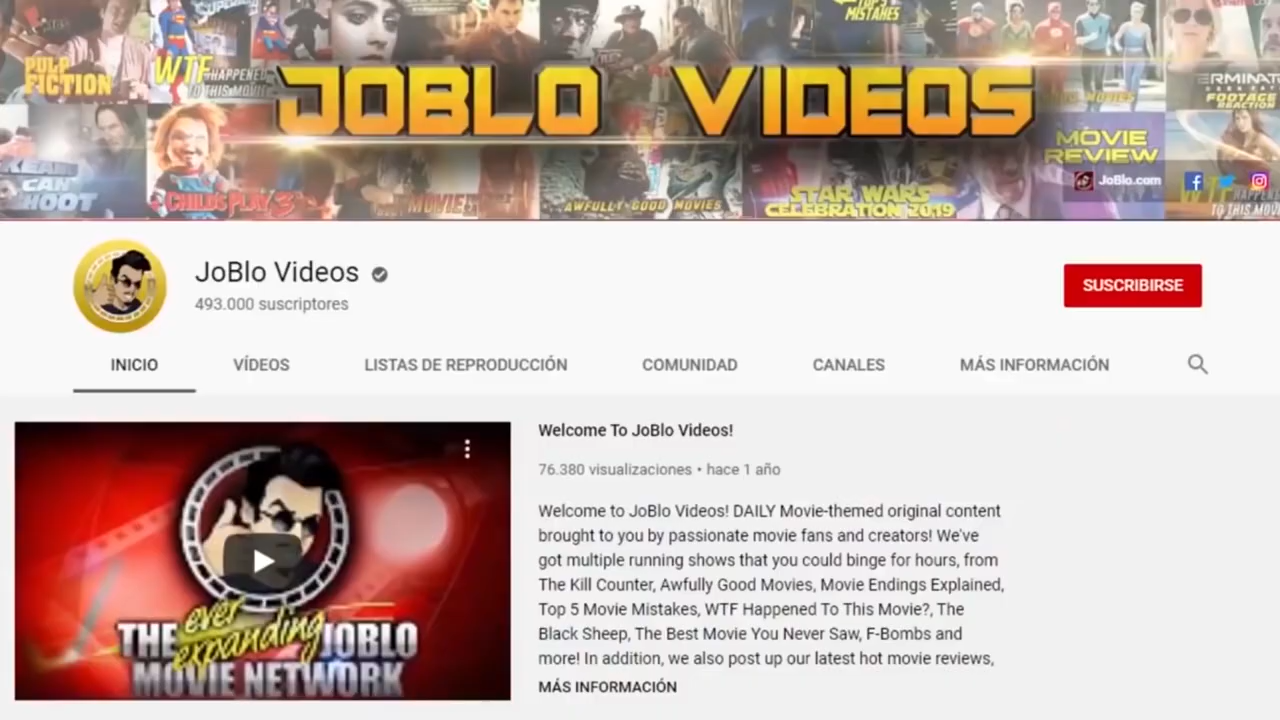 PULP
FICTION
WTF HAPPENED
TO THIS MOVIE?
MISTAKES
JOBLO VIDEOS
FOOTAGE
REACTION
CAN
CHILD'S PLAY 3
AWFULLY GOOD MOVIES
STAR WARS
CELEBRATION 2019
MOVIE
REVIEW
JoBlo.com
JoBlo Videos
493.000 suscriptores
SUSCRIBIRSE
INICIO
VÍDEOS
LISTAS DE REPRODUCCIÓN
COMUNIDAD
CANALES
MÁS INFORMACIÓN
THE ever expanding JOBLO
MOVIE NETWORK
Welcome To JoBlo Videos!
76.380 visualizaciones • hace 1 año
Welcome to JoBlo Videos! DAILY Movie-themed original content
brought to you by passionate movie fans and creators! We've
got multiple running shows that you could binge for hours, from
The Kill Counter, Awfully Good Movies, Movie Endings Explained,
Top 5 Movie Mistakes, WTF Happened To This Movie?, The
Black Sheep, The Best Movie You Never Saw, F-Bombs and
more! In addition, we also post up our latest hot movie reviews,
MÁS INFORMACIÓN